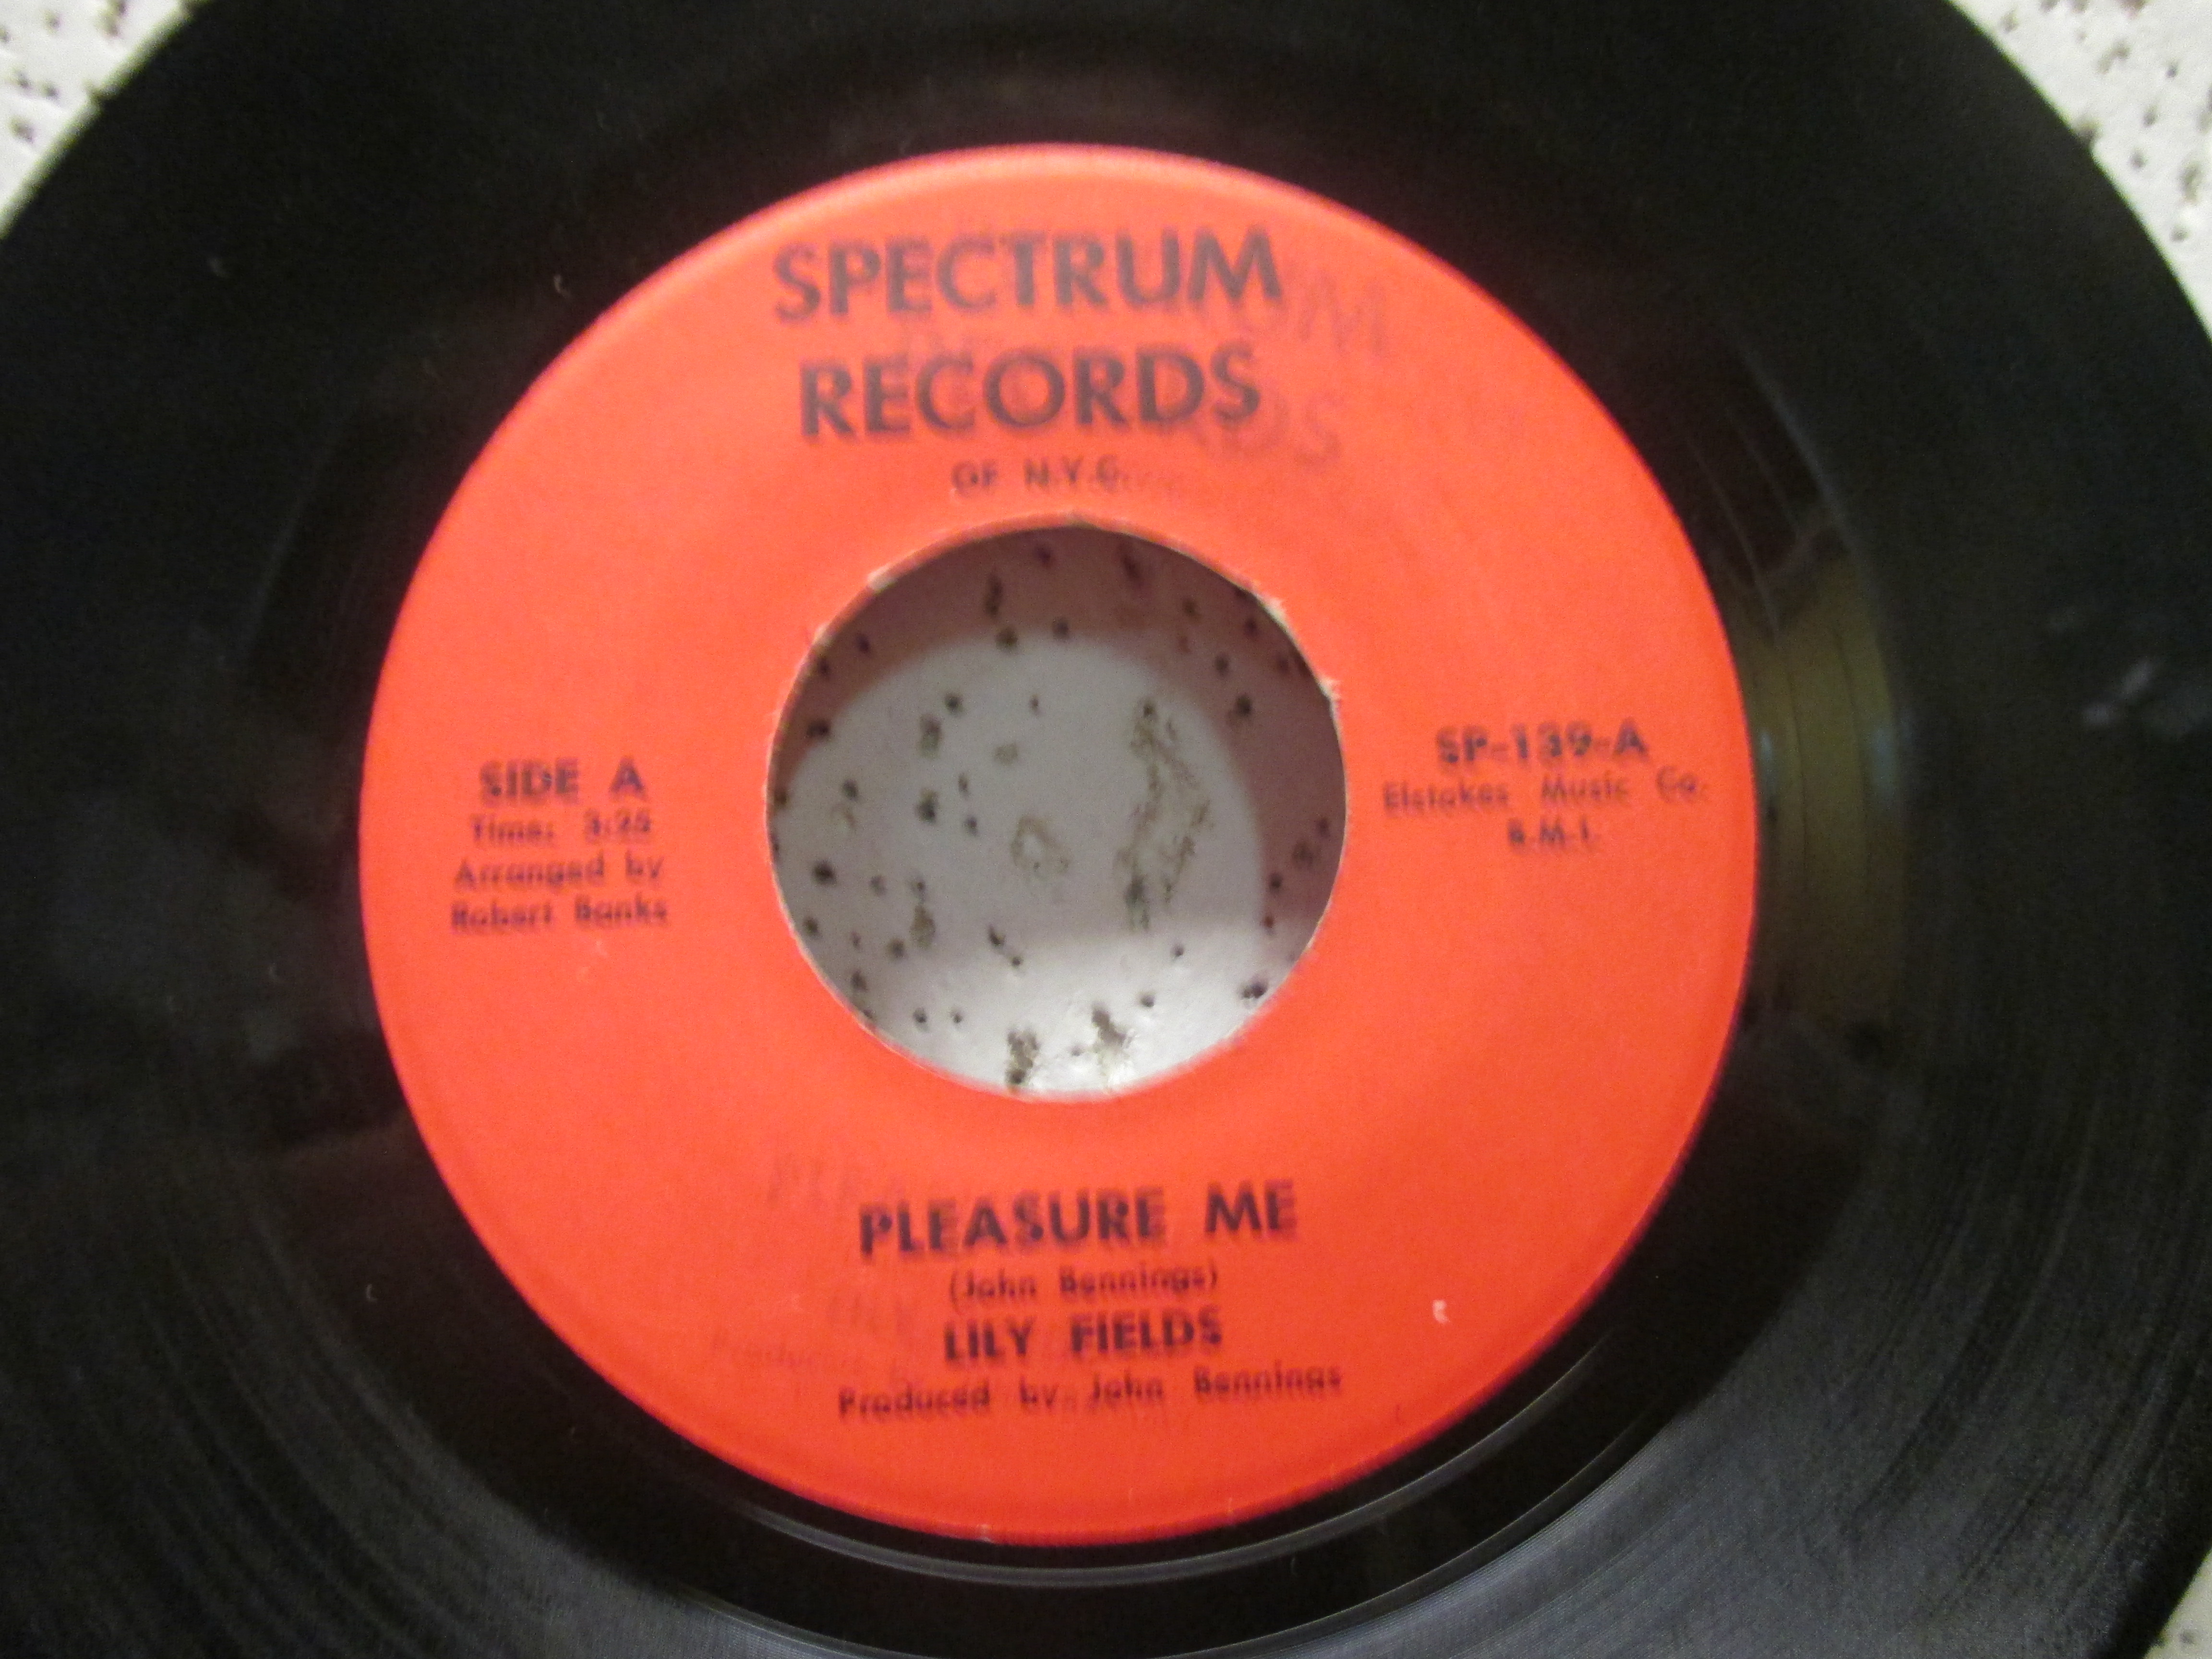 SPECTRUM
RECORDS
OF N.Y.C.
SIDE A
Time: 3:25
Arranged by
Robert Banks
SP-139-A
Elstakes Music Co.
B.M.I.
PLEASURE ME
(John Bennings)
LILY FIELDS
Produced by John Bennings